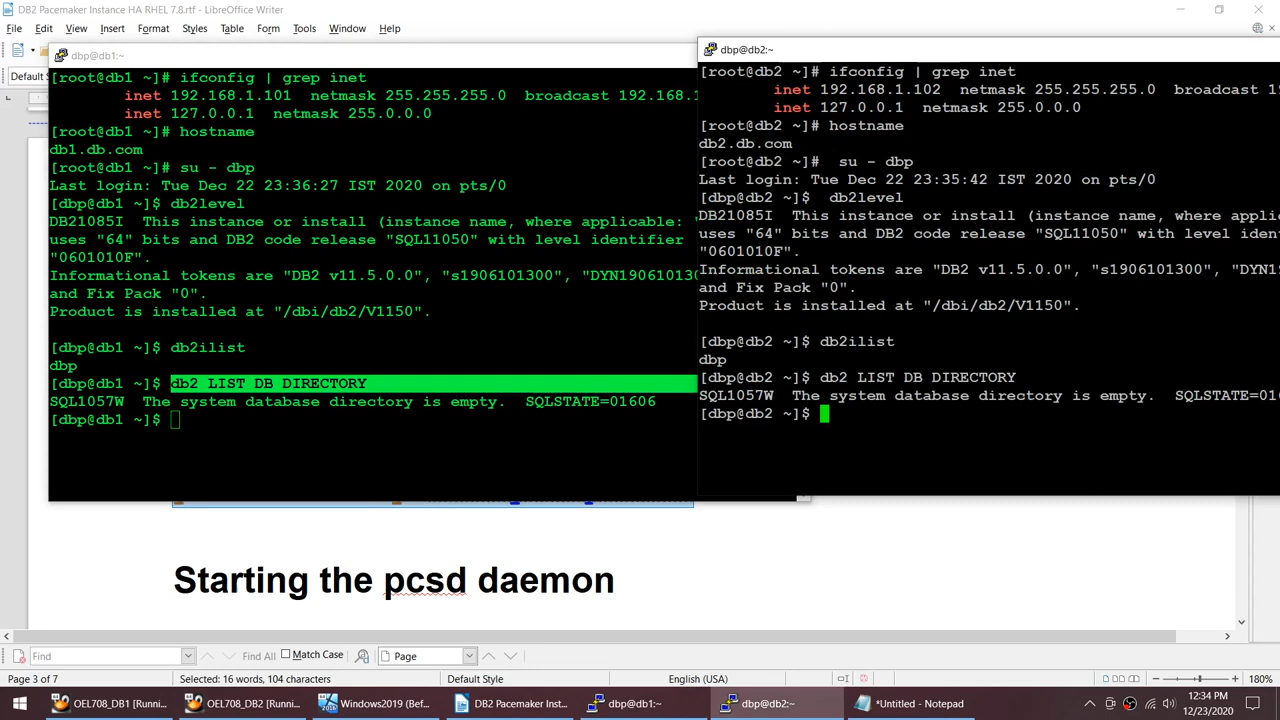 DB2 Pacemaker Instance HA RHEL 7.8.rtf - LibreOffice Writer
File Edit View Insert Format Styles Table Form Tools Window Help
Default S
dbp@db1:~
[root@db1 ~]# ifconfig | grep inet
inet 192.168.1.101 netmask 255.255.255.0 broadcast 192.168.1
inet 127.0.0.1 netmask 255.0.0.0
[root@db1 ~]# hostname
db1.db.com
[root@db1 ~]# su - dbp
Last login: Tue Dec 22 23:36:27 IST 2020 on pts/0
[dbp@db1 ~]$ db2level
DB21085I This instance or install (instance name, where applicable: "
uses "64" bits and DB2 code release "SQL11050" with level identifier
"0601010F".
Informational tokens are "DB2 v11.5.0.0", "s1906101300", "DYN190610130
and Fix Pack "0".
Product is installed at "/dbi/db2/V1150".
[dbp@db1 ~]$ db2ilist
dbp
[dbp@db1 ~]$ db2 LIST DB DIRECTORY
SQL1057W The system database directory is empty. SQLSTATE=01606
[dbp@db1 ~]$
dbp@db2:~
[root@db2 ~]# ifconfig | grep inet
inet 192.168.1.102 netmask 255.255.255.0 broadcast 19
inet 127.0.0.1 netmask 255.0.0.0
[root@db2 ~]# hostname
db2.db.com
[root@db2 ~]# su - dbp
Last login: Tue Dec 22 23:35:42 IST 2020 on pts/0
[dbp@db2 ~]$ db2level
DB21085I This instance or install (instance name, where applic
uses "64" bits and DB2 code release "SQL11050" with level ident
"0601010F".
Informational tokens are "DB2 v11.5.0.0", "s1906101300", "DYN1
and Fix Pack "0".
Product is installed at "/dbi/db2/V1150".
[dbp@db2 ~]$ db2ilist
dbp
[dbp@db2 ~]$ db2 LIST DB DIRECTORY
SQL1057W The system database directory is empty. SQLSTATE=01
[dbp@db2 ~]$
Starting the pcsd daemon
Find Find All Match Case Page
Page 3 of 7 Selected: 16 words, 104 characters Default Style English (USA) 180%
OEL708_DB1 [Runni... OEL708_DB2 [Runni... Windows2019 (Bef... DB2 Pacemaker Inst... dbp@db1:~ dbp@db2:~ *Untitled - Notepad
12:34 PM
12/23/2020